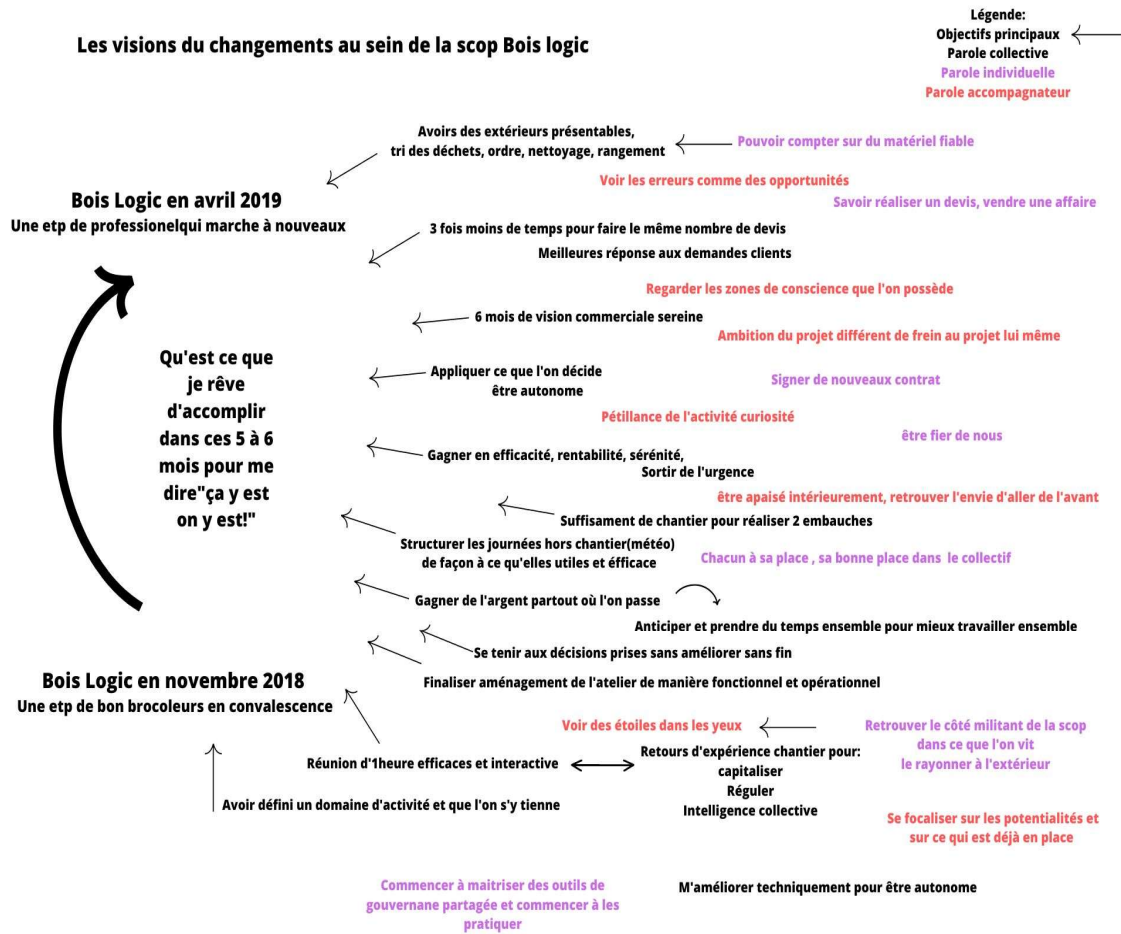 Les visions du changements au sein de la scop Bois logic
Légende:
Objectifs principaux
Parole collective
Parole individuelle
Parole accompagnateur
Avoirs des extérieurs présentables,
tri des déchets, ordre, nettoyage, rangement
Pouvoir compter sur du matériel fiable
Voir les erreurs comme des opportunités
Bois Logic en avril 2019
Une etp de professionelqui marche à nouveaux
Savoir réaliser un devis, vendre une affaire
3 fois moins de temps pour faire le même nombre de devis
Meilleures réponse aux demandes clients
Regarder les zones de conscience que l'on possède
6 mois de vision commerciale sereine
Ambition du projet différent de frein au projet lui même
Qu'est ce que
je rêve
d'accomplir
dans ces 5 à 6
mois pour me
dire"ça y est
on y est!"
Appliquer ce que l'on décide
être autonome
Signer de nouveaux contrat
Pétillance de l'activité curiosité
être fier de nous
Gagner en efficacité, rentabilité, sérénité,
Sortir de l'urgence
être apaisé intérieurement, retrouver l'envie d'aller de l'avant
Suffisament de chantier pour réaliser 2 embauches
Structurer les journées hors chantier(météo)
de façon à ce qu'elles utiles et éfficace
Chacun à sa place , sa bonne place dans le collectif
Gagner de l'argent partout où l'on passe
Anticiper et prendre du temps ensemble pour mieux travailler ensemble
Se tenir aux décisions prises sans améliorer sans fin
Bois Logic en novembre 2018
Une etp de bon brocoleurs en convalescence
Finaliser aménagement de l'atelier de manière fonctionnel et opérationnel
Voir des étoiles dans les yeux
Retrouver le côté militant de la scop
dans ce que l'on vit
le rayonner à l'extérieur
Réunion d'1heure efficaces et interactive
Retours d'expérience chantier pour:
capitaliser
Réguler
Intelligence collective
Avoir défini un domaine d'activité et que l'on s'y tienne
Se focaliser sur les potentialités et
sur ce qui est déjà en place
Commencer à maitriser des outils de
gouvernane partagée et commencer à les
pratiquer
M'améliorer techniquement pour être autonome